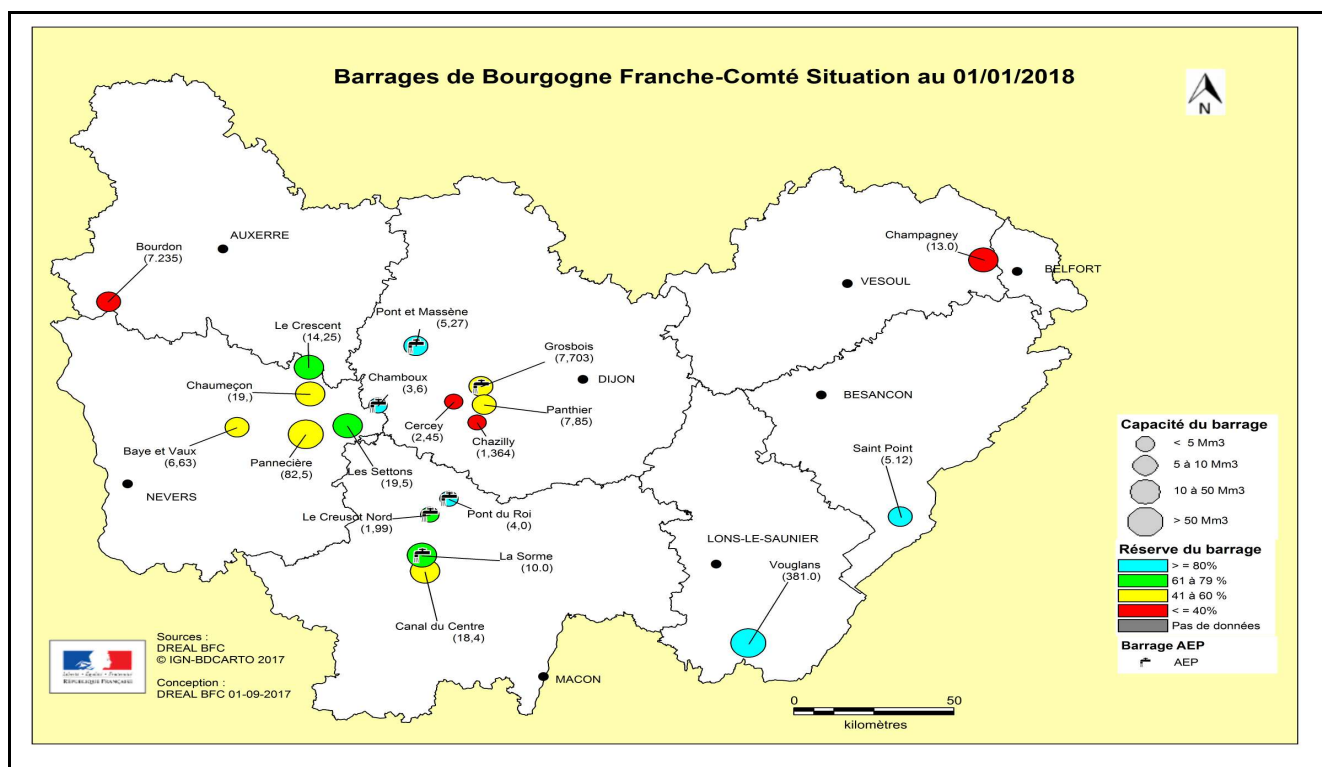 Barrages de Bourgogne Franche-Comté Situation au 01/01/2018
N
AUXERRE
Bourdon
(7.235)
Champagney
(13.0)
BELFORT
VESOUL
Pont et Massène
(5,27)
Le Crescent
(14,25)
Grosbois
(7,703)
Chaumeçon
(19,)
Chamboux
(3,6)
DIJON
BESANCON
Cercey
(2,45)
Panthier
(7,85)
Chazilly
(1,364)
Baye et Vaux
(6,63)
Pannecière
(82,5)
Les Settons
(19,5)
Saint Point
(5.12)
NEVERS
Le Creusot Nord
(1,99)
Pont du Roi
(4,0)
La Sorme
(10.0)
LONS-LE-SAUNIER
Vouglans
(381.0)
Canal du Centre
(18,4)
MACON
Capacité du barrage
< 5 Mm3
5 à 10 Mm3
10 à 50 Mm3
> 50 Mm3
Réserve du barrage
> = 80%
61 à 79 %
41 à 60 %
< = 40%
Pas de données
Barrage AEP
AEP
Liberté • Égalité • Fraternité
RÉPUBLIQUE FRANÇAISE
Sources :
DREAL BFC
© IGN-BDCARTO 2017
Conception :
DREAL BFC 01-09-2017
0 50
kilomètres